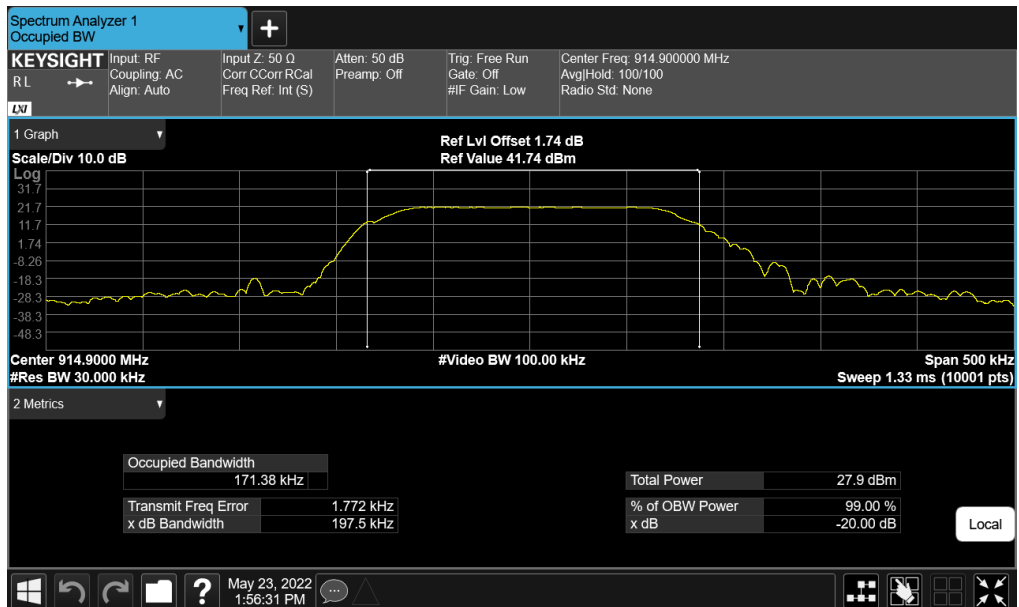 Spectrum Analyzer 1
Occupied BW
KEYSIGHT
R L
LXI
Input: RF
Coupling: AC
Align: Auto
Input Z: 50 Ω
Corr CCorr RCal
Freq Ref: Int (S)
Atten: 50 dB
Preamp: Off
Trig: Free Run
Gate: Off
#IF Gain: Low
Center Freq: 914.900000 MHz
Avg|Hold: 100/100
Radio Std: None
1 Graph
Scale/Div 10.0 dB
Ref Lvl Offset 1.74 dB
Ref Value 41.74 dBm
Log
31.7
21.7
11.7
1.74
-8.26
-18.3
-28.3
-38.3
-48.3
Center 914.9000 MHz
#Video BW 100.00 kHz
Span 500 kHz
#Res BW 30.000 kHz
Sweep 1.33 ms (10001 pts)
2 Metrics
Occupied Bandwidth
171.38 kHz
Total Power 27.9 dBm
Transmit Freq Error 1.772 kHz
% of OBW Power 99.00 %
x dB Bandwidth 197.5 kHz
x dB -20.00 dB
Local
?
May 23, 2022
1:56:31 PM